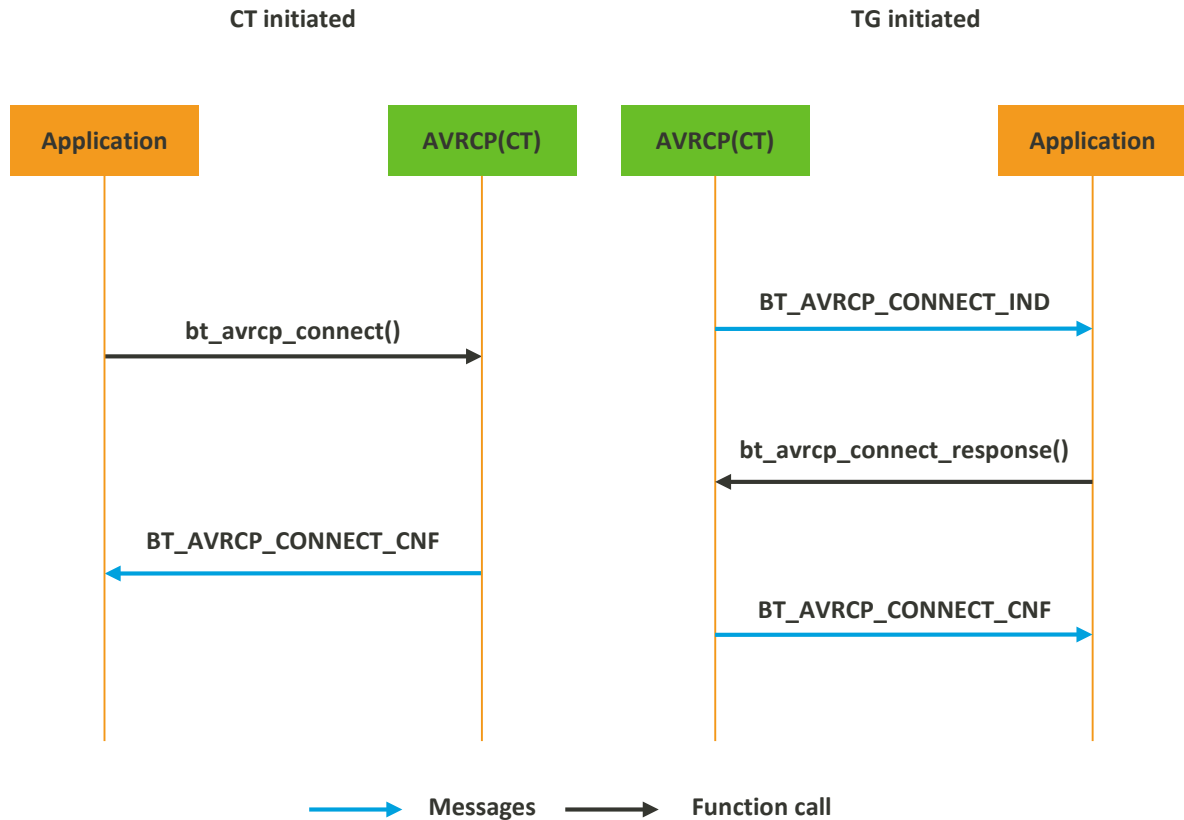 CT initiated
TG initiated
Application
AVRCP(CT)
AVRCP(CT)
Application
BT_AVRCP_CONNECT_IND
bt_avrcp_connect()
bt_avrcp_connect_response()
BT_AVRCP_CONNECT_CNF
BT_AVRCP_CONNECT_CNF
Messages
Function call